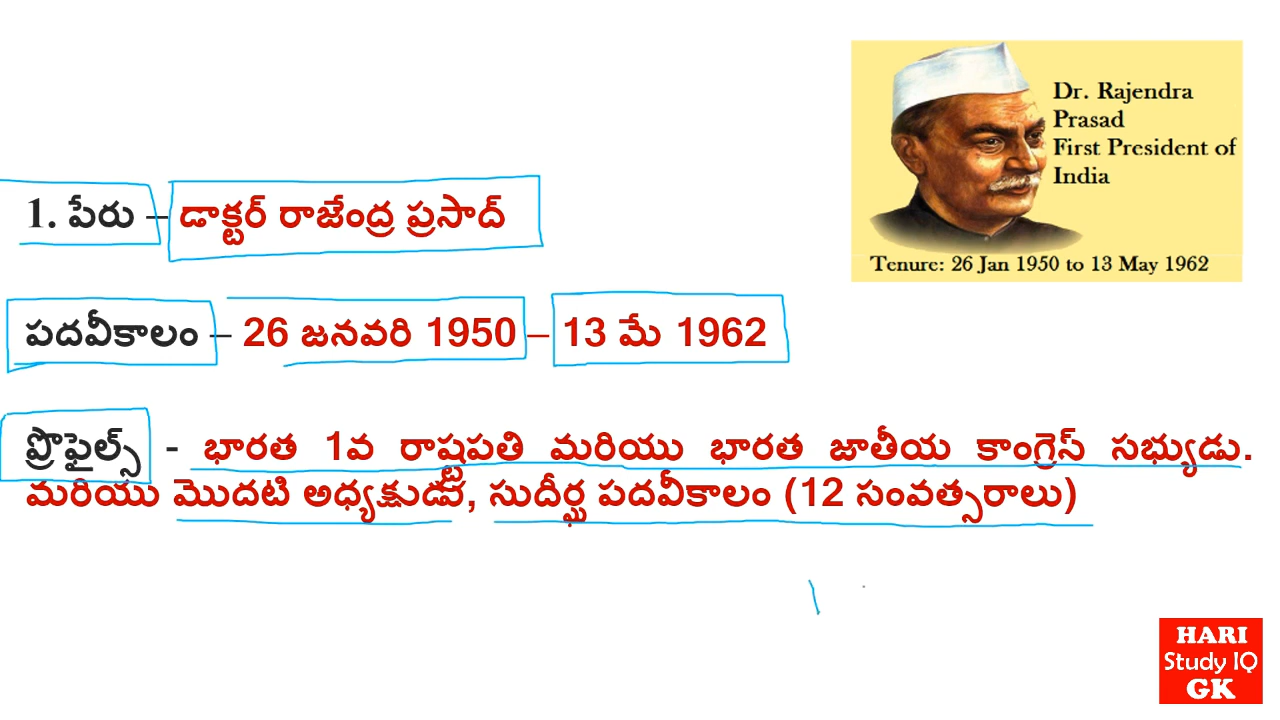 Dr. Rajendra
Prasad
First President of
India
Tenure: 26 Jan 1950 to 13 May 1962
1. పేరు – డాక్టర్ రాజేంద్ర ప్రసాద్
పదవీకాలం – 26 జనవరి 1950 – 13 మే 1962
ప్రొఫైల్స్ - భారత 1వ రాష్ట్రపతి మరియు భారత జాతీయ కాంగ్రెస్ సభ్యుడు.
మరియు మొదటి అధ్యక్షుడు, సుదీర్ఘ పదవీకాలం (12 సంవత్సరాలు)
HARI
Study IQ
GK